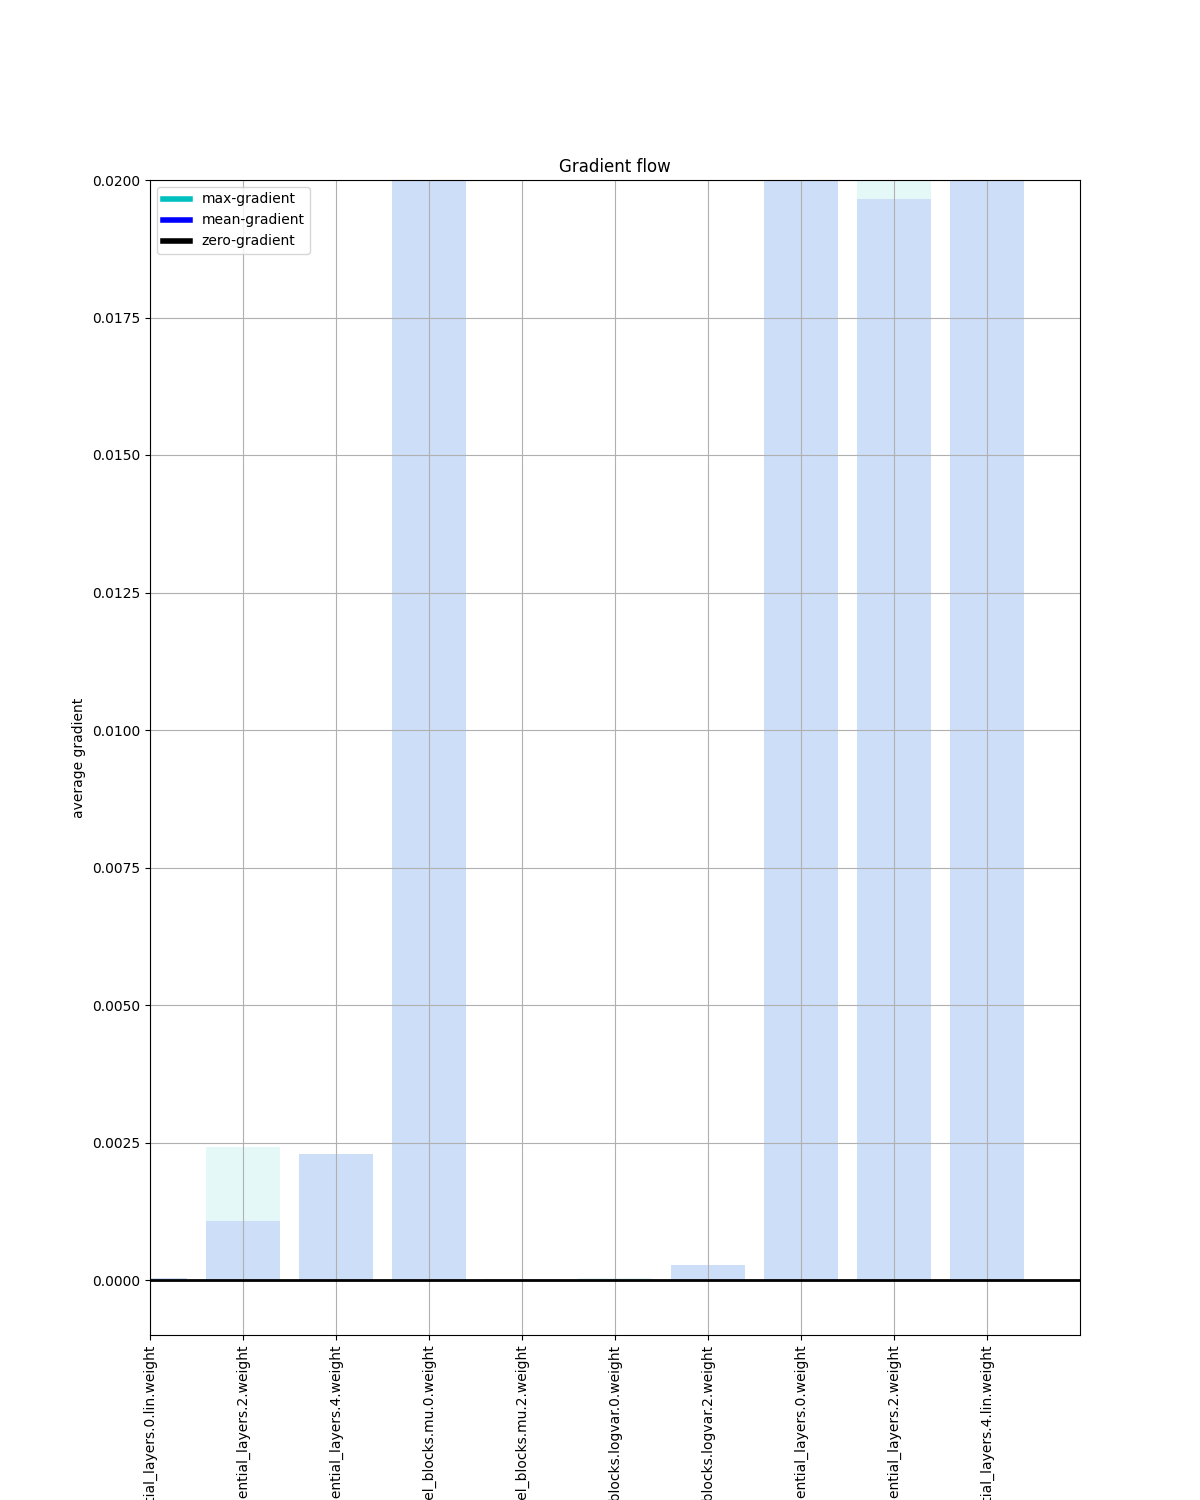 Gradient flow
max-gradient
mean-gradient
zero-gradient
0.0200
0.0175
0.0150
0.0125
0.0100
0.0075
0.0050
0.0025
0.0000
average gradient
tial_layers.0.lin.weight
ential_layers.2.weight
ential_layers.4.weight
el_blocks.mu.0.weight
el_blocks.mu.2.weight
blocks.logvar.0.weight
blocks.logvar.2.weight
ential_layers.0.weight
ential_layers.2.weight
tial_layers.4.lin.weight